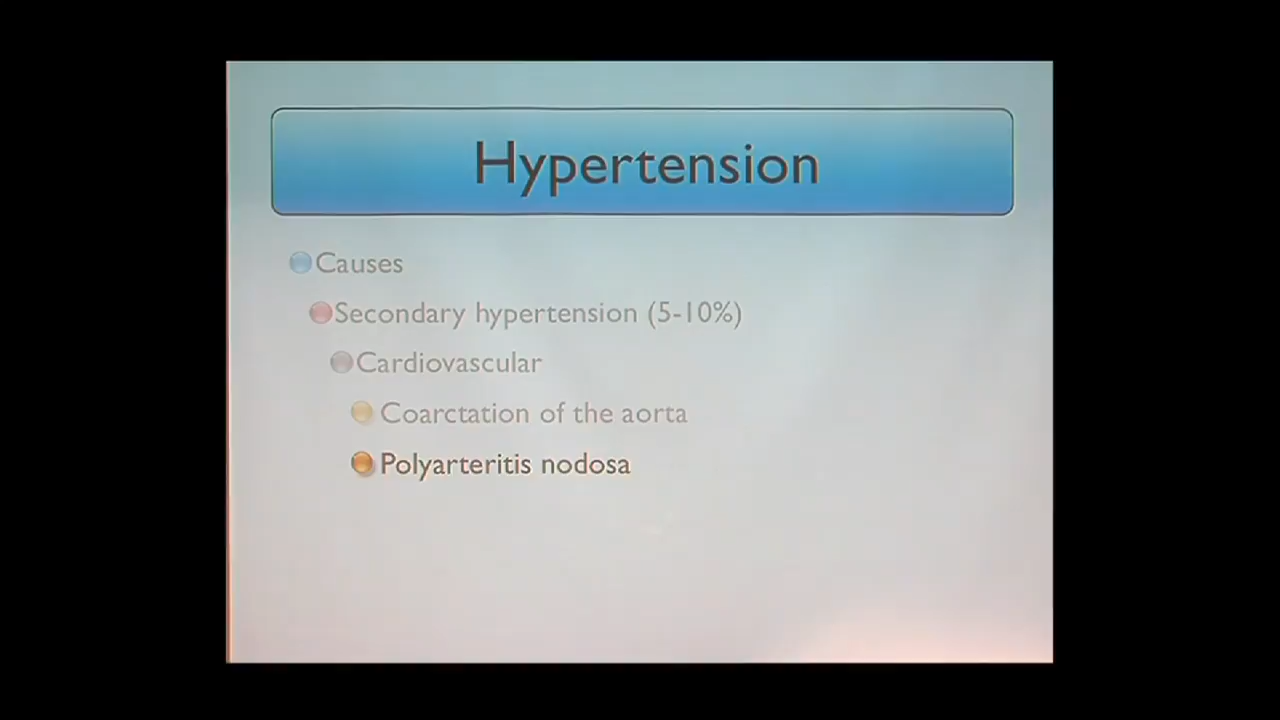 Hypertension
Causes
Secondary hypertension (5-10%)
Cardiovascular
Coarctation of the aorta
Polyarteritis nodosa